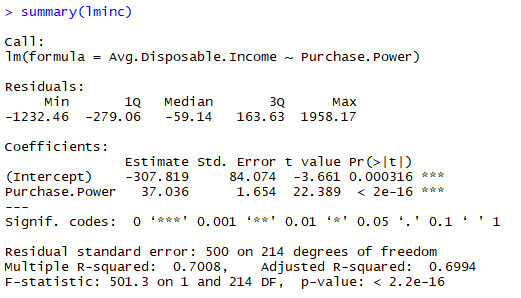 > summary(lminc)
Call:
lm(formula = Avg.Disposable.Income ~ Purchase.Power)
Residuals:
Min 1Q Median 3Q Max
-1232.46 -279.06 -59.14 163.63 1958.17
Coefficients:
Estimate Std. Error t value Pr(>|t|)
(Intercept) -307.819 84.074 -3.661 0.000316 ***
Purchase.Power 37.036 1.654 22.389 < 2e-16 ***
---
Signif. codes: 0 ‘***’ 0.001 ‘**’ 0.01 ‘*’ 0.05 ‘.’ 0.1 ‘ ’ 1
Residual standard error: 500 on 214 degrees of freedom
Multiple R-squared: 0.7008, Adjusted R-squared: 0.6994
F-statistic: 501.3 on 1 and 214 DF, p-value: < 2.2e-16